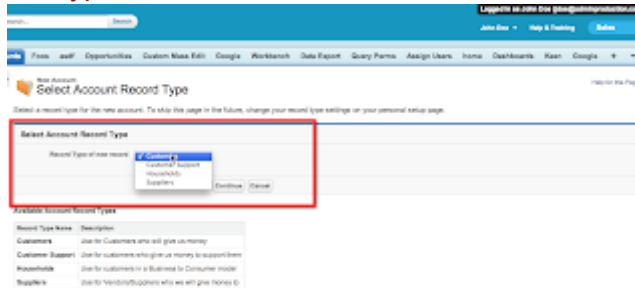 Logged in as John Doe
Search
John Doe
Help & Training
Sales
Foos
Opportunities
Custom Mass Edit
Google
Workbench
Data Export
Query Perms
Assign Users
home
Dashboards
Keen
Google
+
New Account
Select Account Record Type
Help for this Pag
Select a record type for the new account. To skip this page in the future, change your record type settings on your personal setup page.
Select Account Record Type
Record Type of new record
Customers
Customer Support
Households
Suppliers
Continue
Cancel
Available Account Record Types
Record Type Name Description
Customers Use for Customers who will give us money
Customer Support Use for customers who give us money to support them
Households Use for customers in a Business to Consumer model
Suppliers Use for Vendors/Suppliers who we will give money to